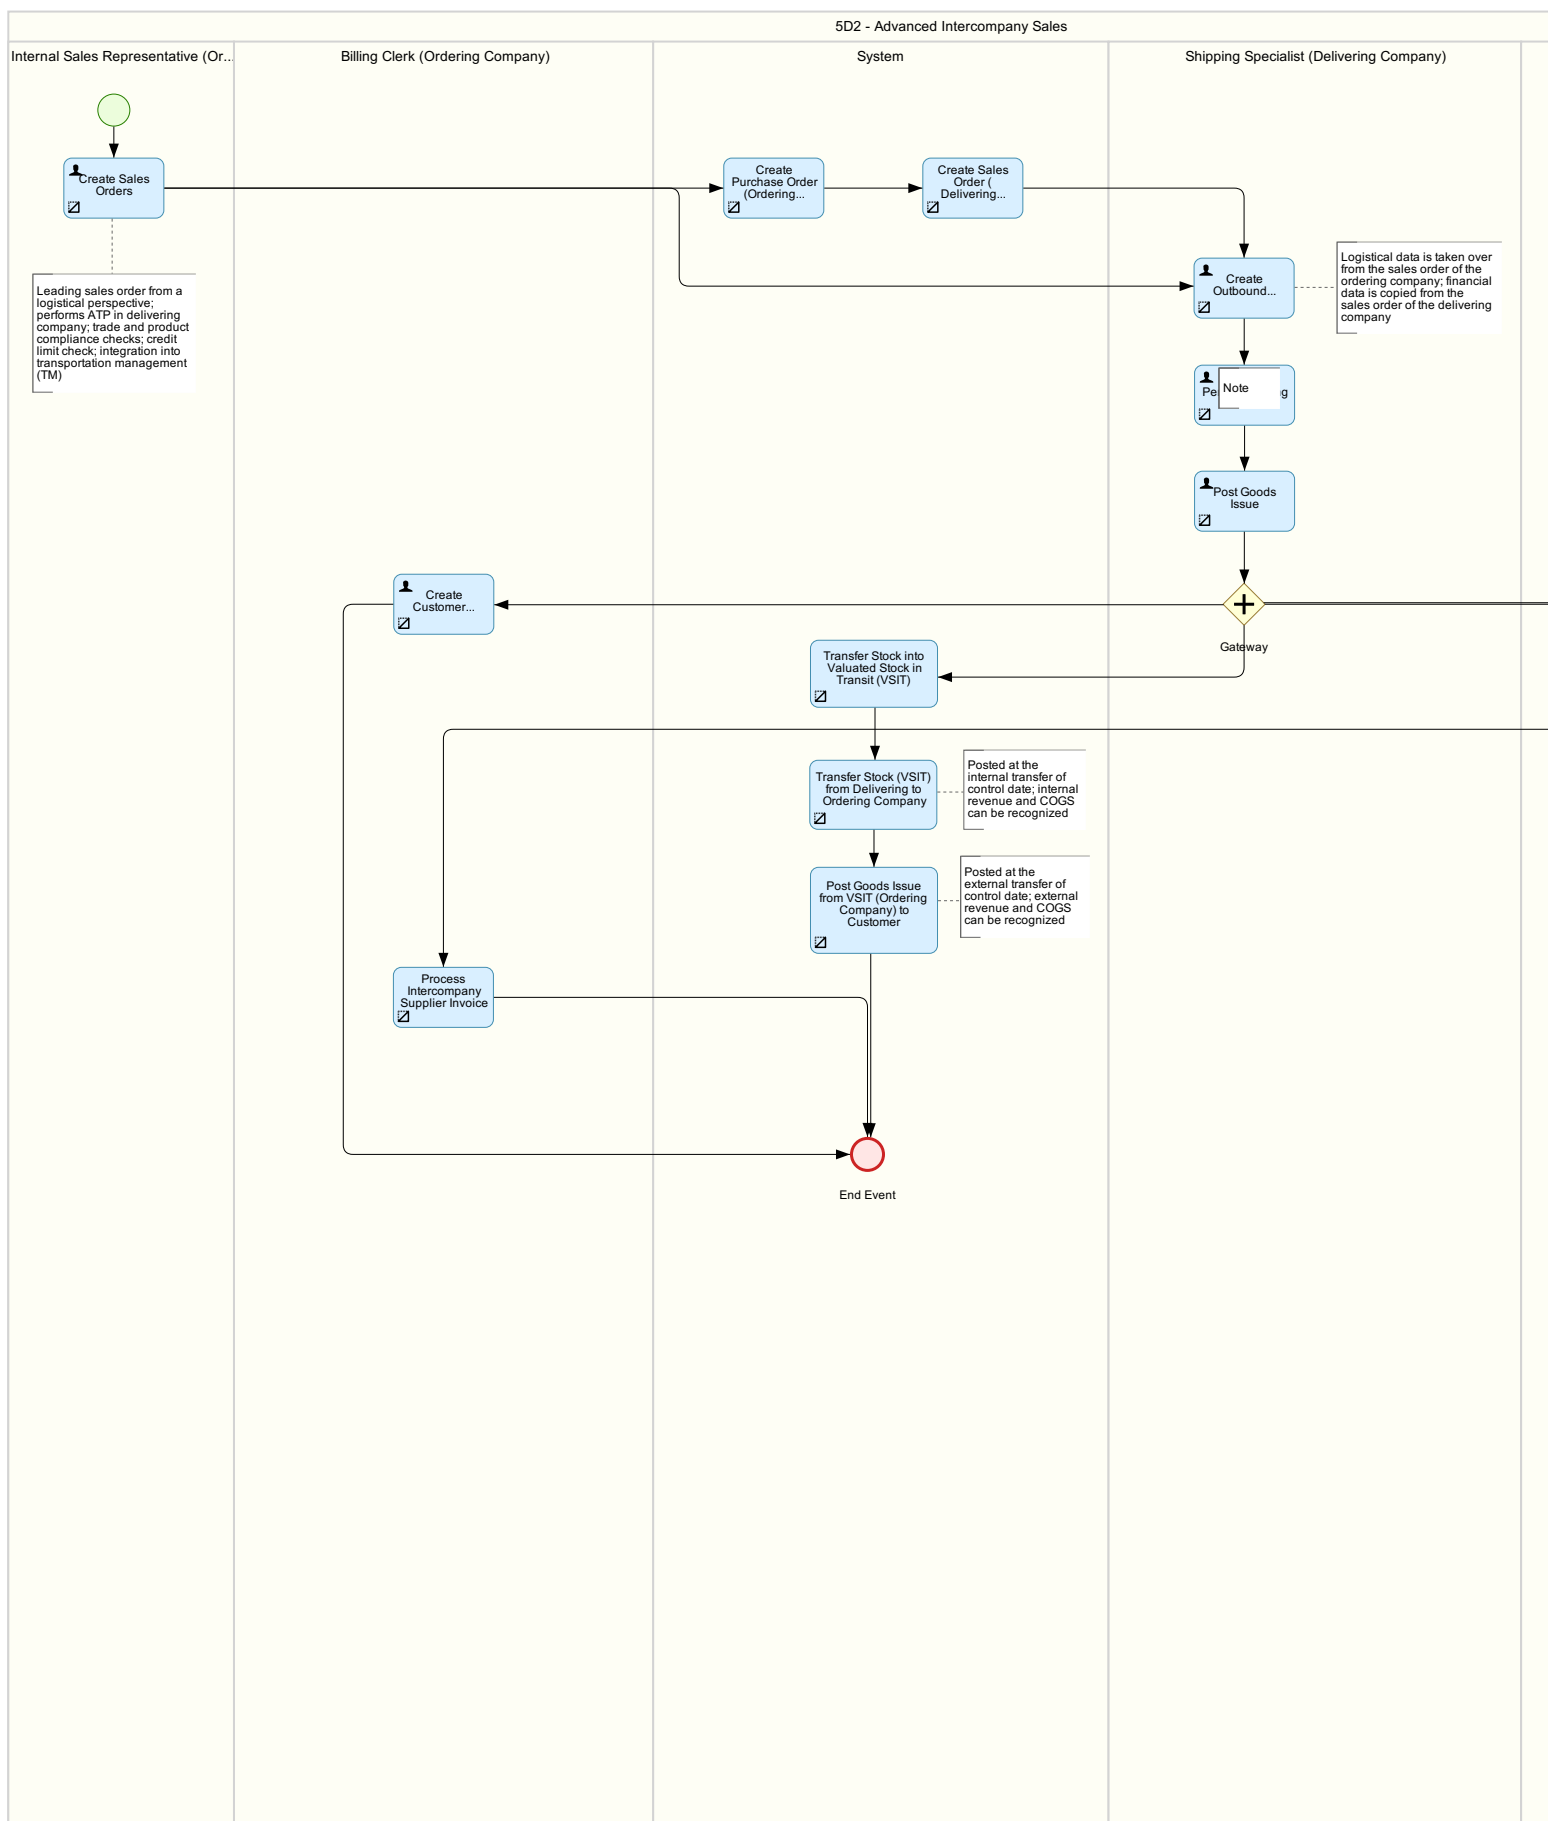 5D2 - Advanced Intercompany Sales
Internal Sales Representative (Or...
Billing Clerk (Ordering Company)
System
Shipping Specialist (Delivering Company)
Create Sales
Orders
Create
Purchase Order
(Ordering...
Create Sales
Order (
Delivering...
Leading sales order from a
logistical perspective;
performs ATP in delivering
company; trade and product
compliance checks; credit
limit check; integration into
transportation management
(TM)
Create
Outbound...
Logistical data is taken over
from the sales order of the
ordering company; financial
data is copied from the
sales order of the delivering
company
Note
Post Goods
Issue
Create
Customer...
Gateway
Transfer Stock into
Valuated Stock in
Transit (VSIT)
Transfer Stock (VSIT)
from Delivering to
Ordering Company
Posted at the
internal transfer of
control date; internal
revenue and COGS
can be recognized
Post Goods Issue
from VSIT (Ordering
Company) to
Customer
Posted at the
external transfer of
control date; external
revenue and COGS
can be recognized
Process
Intercompany
Supplier Invoice
End Event